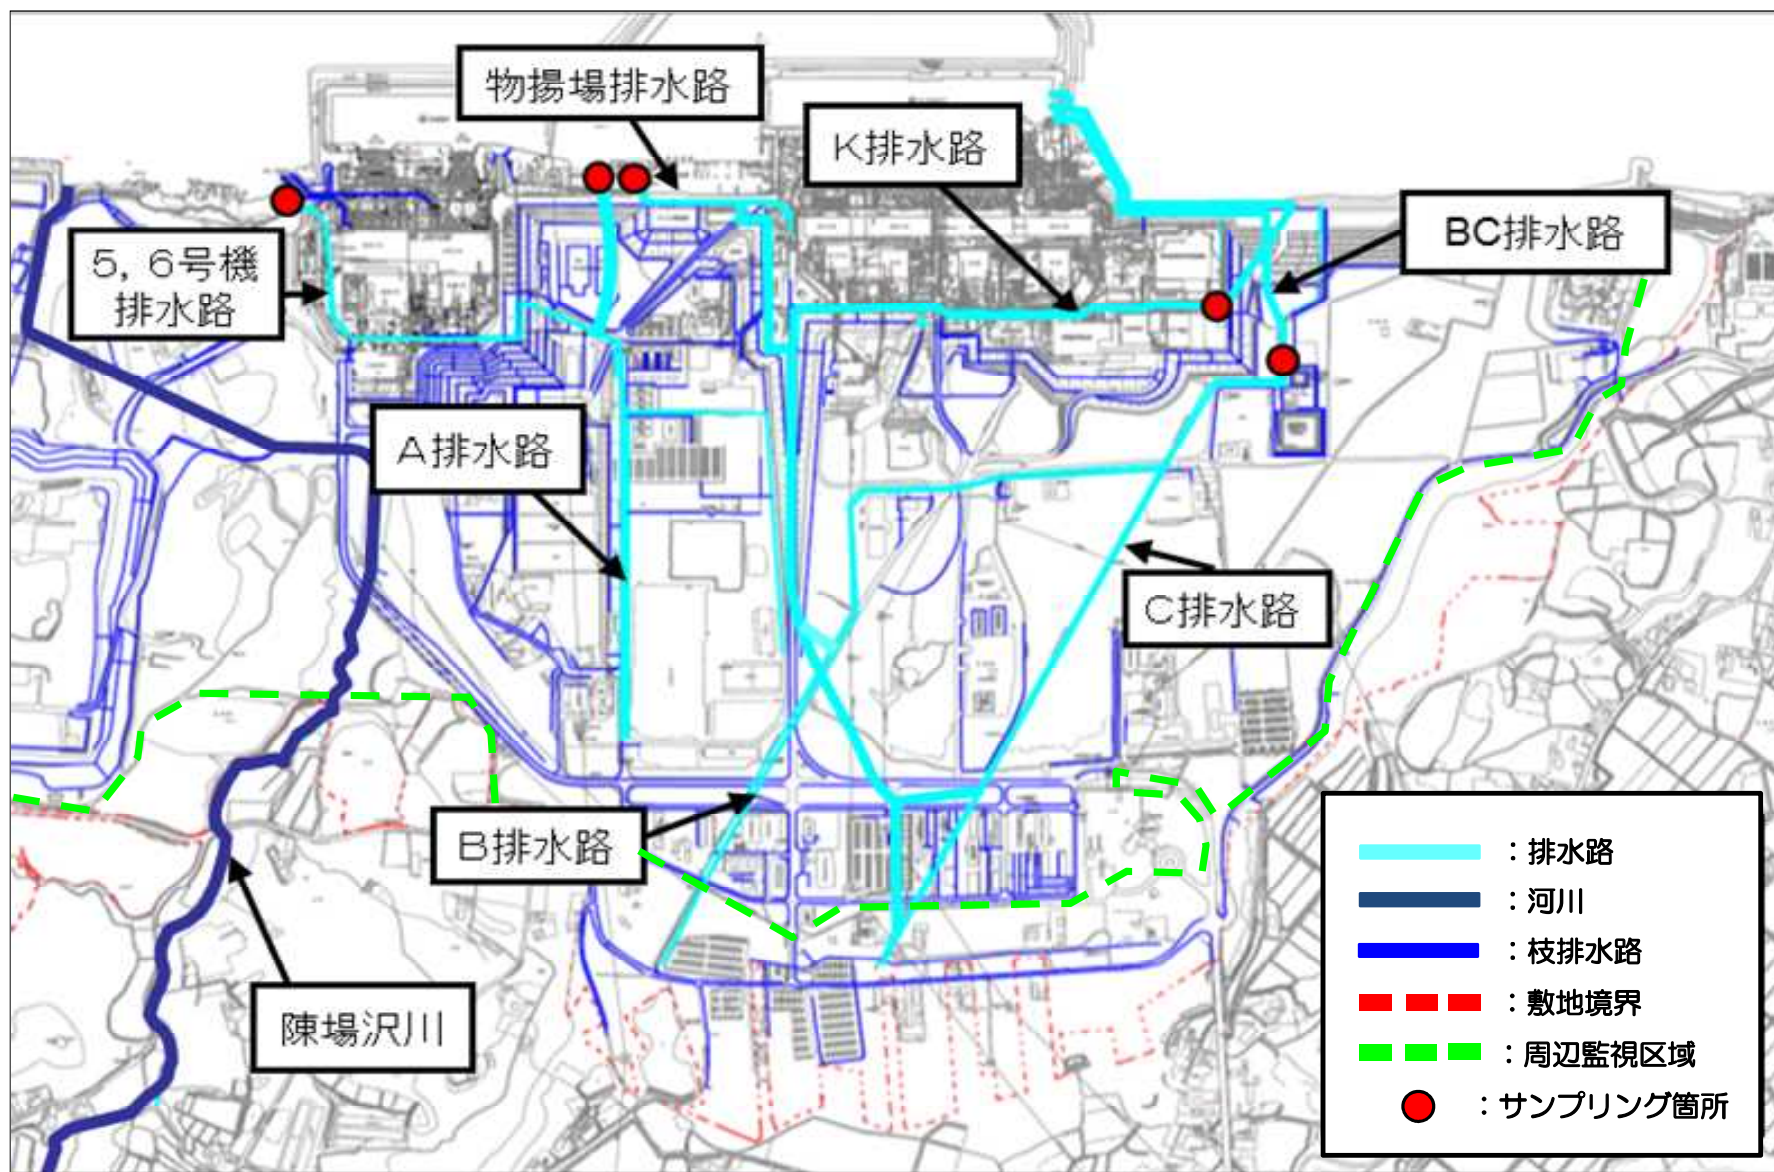 物揚場排水路
K排水路
BC排水路
5, 6号機
排水路
A排水路
C排水路
B排水路
陳場沢川
：排水路
：河川
：枝排水路
：敷地境界
：周辺監視区域
：サンプリング箇所